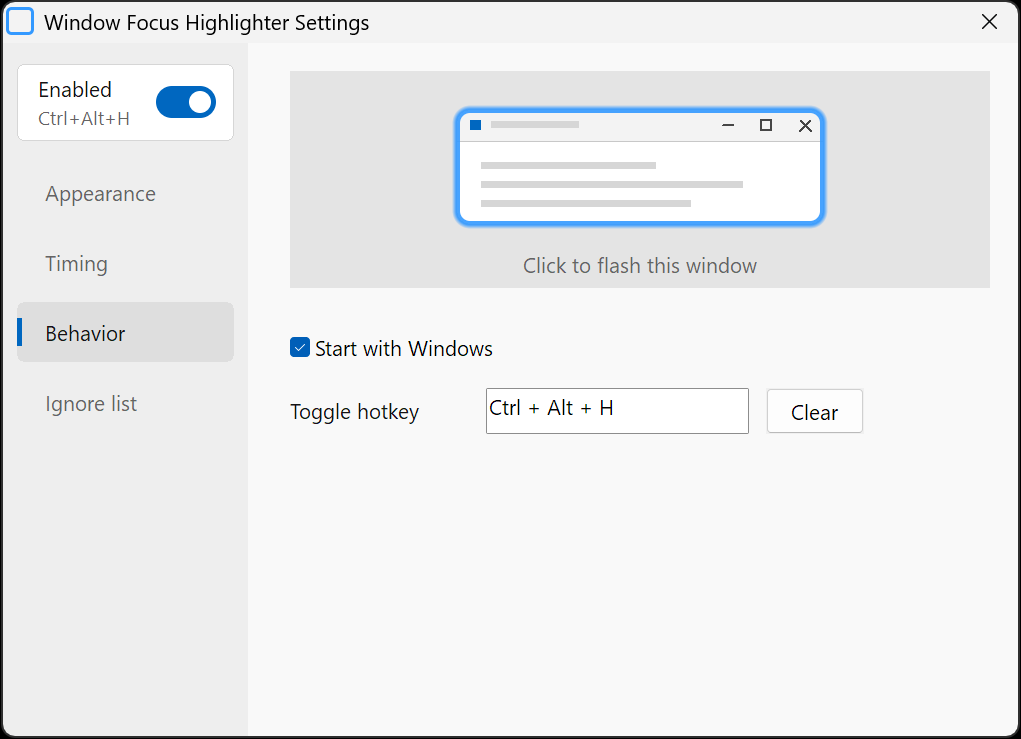 Window Focus Highlighter Settings
Enabled
Ctrl+Alt+H
Appearance
Timing
Behavior
Ignore list
Click to flash this window
Start with Windows
Toggle hotkey
Ctrl + Alt + H
Clear